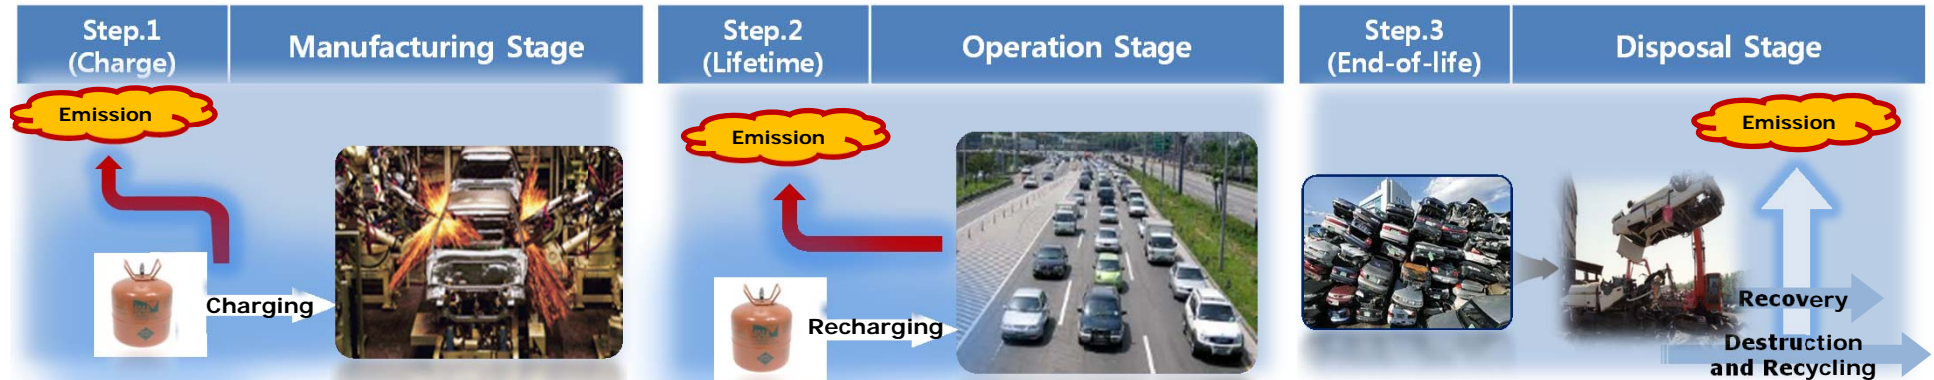 Step.1
(Charge)
Manufacturing Stage
Emission
Charging
Step.2
(Lifetime)
Operation Stage
Emission
Recharging
Step.3
(End-of-life)
Disposal Stage
Emission
Recovery
Destruction
and Recycling